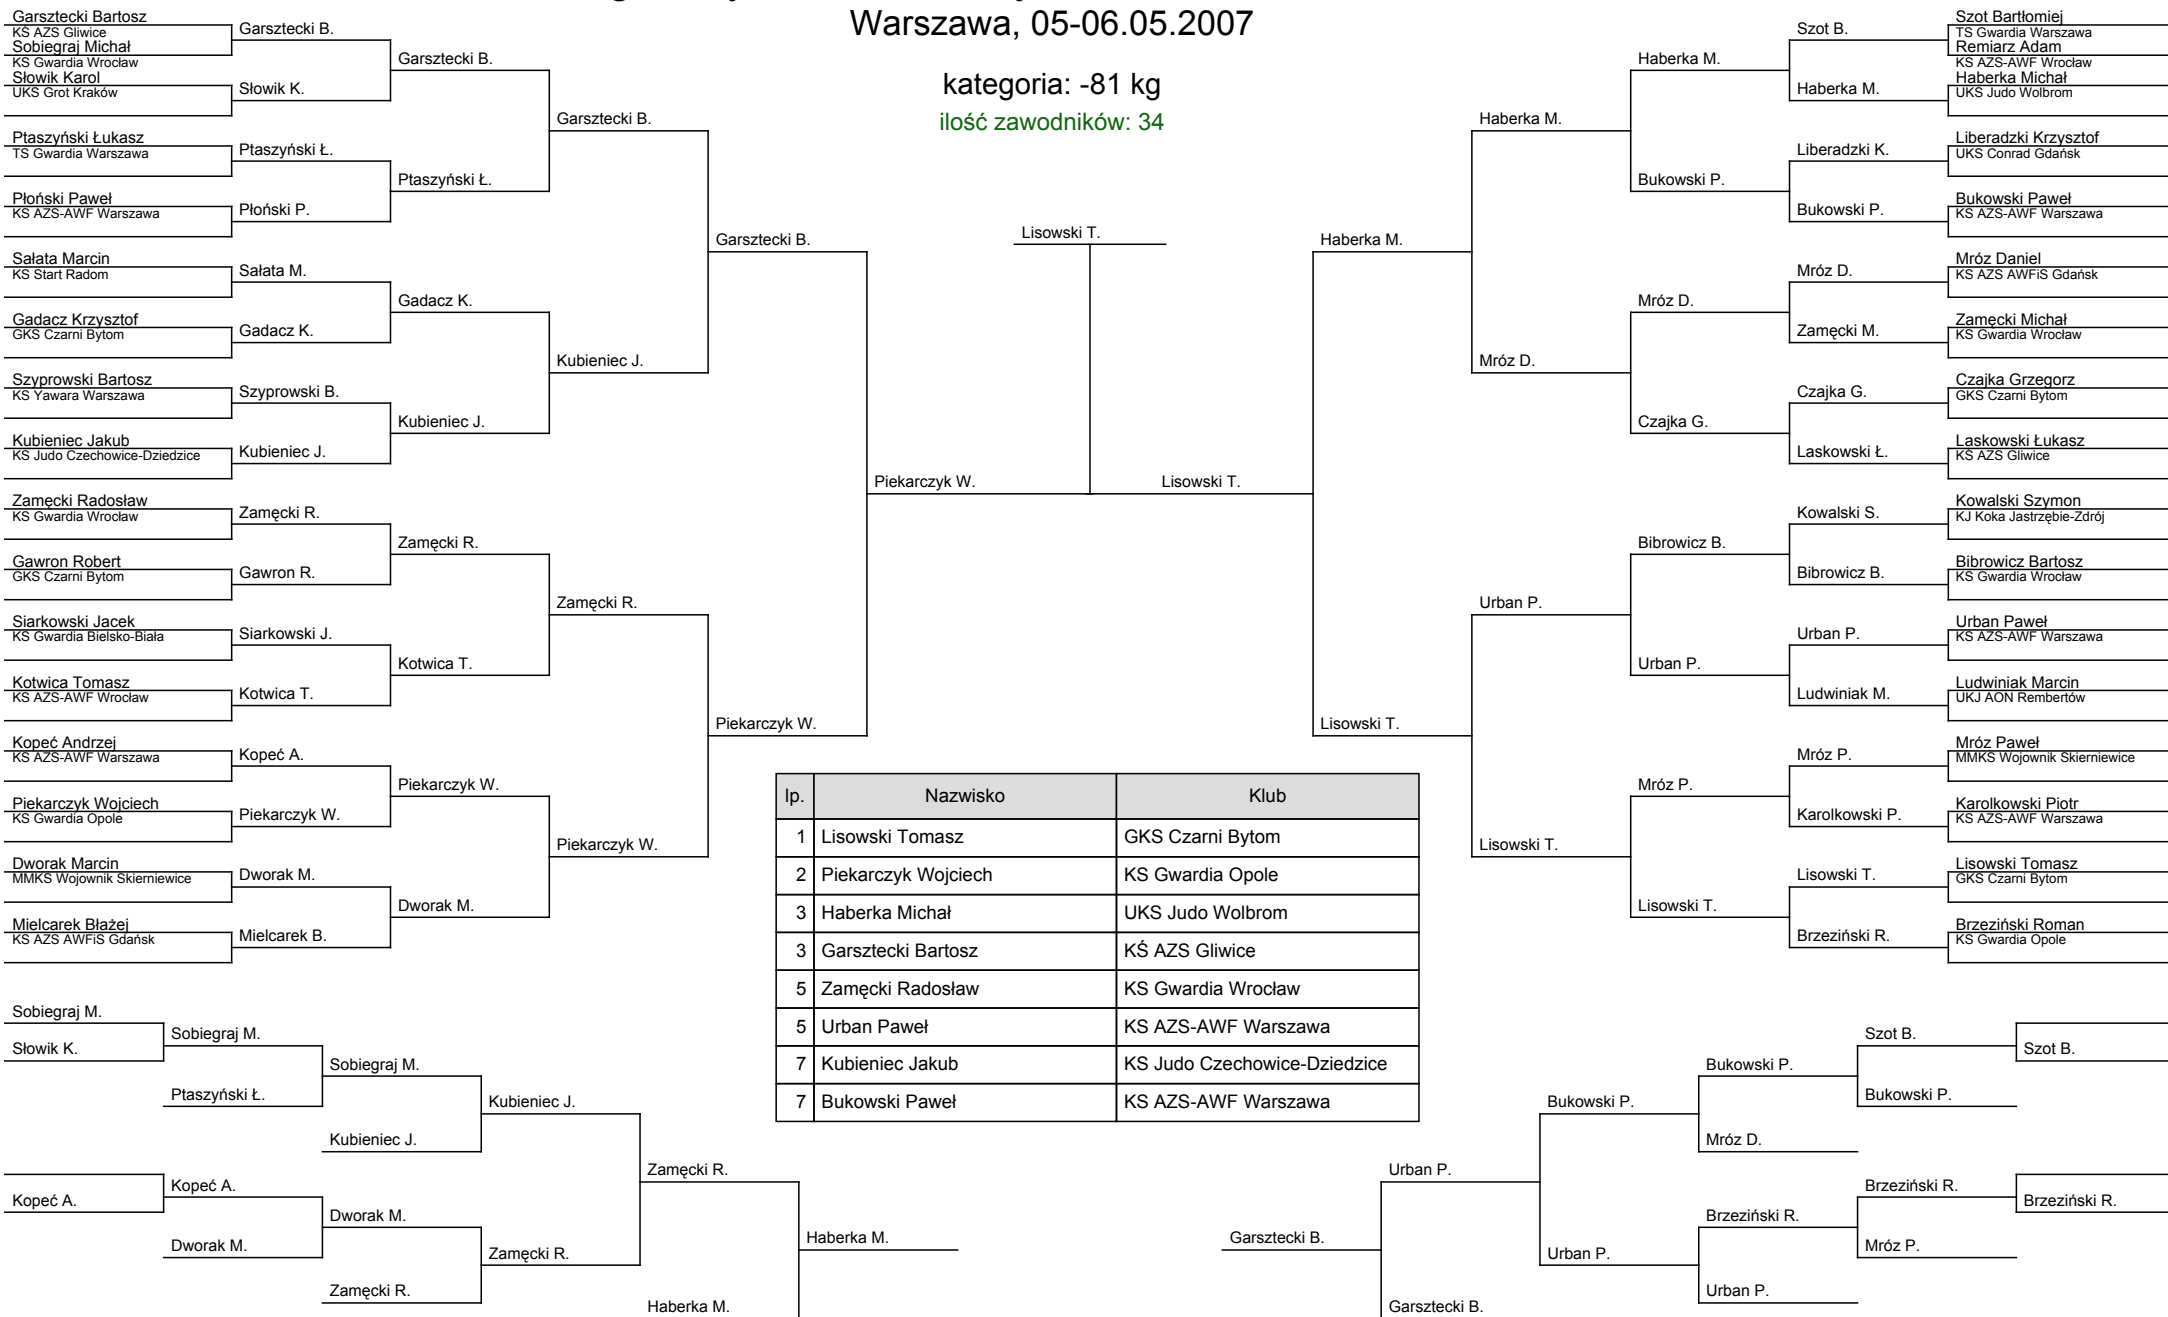 Warszawa, 05-06.05.2007
kategoria: -81 kg
ilość zawodników: 34
Garsztecki Bartosz
KŚ AZS Gliwice
Sobiegraj Michał
KS Gwardia Wrocław
Słowik Karol
UKS Grot Kraków
Ptaszyński Łukasz
TS Gwardia Warszawa
Płoński Paweł
KS AZS-AWF Warszawa
Sałata Marcin
KS Start Radom
Gadacz Krzysztof
GKS Czarni Bytom
Szyprowski Bartosz
KS Yawara Warszawa
Kubieniec Jakub
KS Judo Czechowice-Dziedzice
Zamęcki Radosław
KS Gwardia Wrocław
Gawron Robert
GKS Czarni Bytom
Siarkowski Jacek
KS Gwardia Bielsko-Biała
Kotwica Tomasz
KS AZS-AWF Wrocław
Kopeć Andrzej
KS AZS-AWF Warszawa
Piekarczyk Wojciech
KS Gwardia Opole
Dworak Marcin
MMKS Wojownik Skierniewice
Mielcarek Błażej
KS AZS AWFiS Gdańsk
Garsztecki B.
Słowik K.
Ptaszyński Ł.
Płoński P.
Sałata M.
Gadacz K.
Szyprowski B.
Kubieniec J.
Zamęcki R.
Gawron R.
Siarkowski J.
Kotwica T.
Kopeć A.
Piekarczyk W.
Dworak M.
Mielcarek B.
Garsztecki B.
Ptaszyński Ł.
Gadacz K.
Kubieniec J.
Zamęcki R.
Kotwica T.
Piekarczyk W.
Dworak M.
Garsztecki B.
Kubieniec J.
Zamęcki R.
Piekarczyk W.
Garsztecki B.
Piekarczyk W.
Piekarczyk W.
Lisowski T.
Lisowski T.
Haberka M.
Lisowski T.
Haberka M.
Mróz D.
Urban P.
Lisowski T.
Haberka M.
Bukowski P.
Mróz D.
Czajka G.
Bibrowicz B.
Urban P.
Mróz P.
Lisowski T.
Szot B.
Haberka M.
Liberadzki K.
Bukowski P.
Mróz D.
Zamęcki M.
Czajka G.
Laskowski Ł.
Kowalski S.
Bibrowicz B.
Urban P.
Ludwiniak M.
Mróz P.
Karolkowski P.
Lisowski T.
Brzeziński R.
Szot Bartłomiej
TS Gwardia Warszawa
Remiarz Adam
KS AZS-AWF Wrocław
Haberka Michał
UKS Judo Wolbrom
Liberadzki Krzysztof
UKS Conrad Gdańsk
Bukowski Paweł
KS AZS-AWF Warszawa
Mróz Daniel
KS AZS AWFiS Gdańsk
Zamęcki Michał
KS Gwardia Wrocław
Czajka Grzegorz
GKS Czarni Bytom
Laskowski Łukasz
KŚ AZS Gliwice
Kowalski Szymon
KJ Koka Jastrzębie-Zdrój
Bibrowicz Bartosz
KS Gwardia Wrocław
Urban Paweł
KS AZS-AWF Warszawa
Ludwiniak Marcin
UKJ AON Rembertów
Mróz Paweł
MMKS Wojownik Skierniewice
Karolkowski Piotr
KS AZS-AWF Warszawa
Lisowski Tomasz
GKS Czarni Bytom
Brzeziński Roman
KS Gwardia Opole
lp. Nazwisko Klub
1 Lisowski Tomasz GKS Czarni Bytom
2 Piekarczyk Wojciech KS Gwardia Opole
3 Haberka Michał UKS Judo Wolbrom
3 Garsztecki Bartosz KŚ AZS Gliwice
5 Zamęcki Radosław KS Gwardia Wrocław
5 Urban Paweł KS AZS-AWF Warszawa
7 Kubieniec Jakub KS Judo Czechowice-Dziedzice
7 Bukowski Paweł KS AZS-AWF Warszawa
Sobiegraj M.
Słowik K.
Kopeć A.
Sobiegraj M.
Ptaszyński Ł.
Kopeć A.
Dworak M.
Sobiegraj M.
Kubieniec J.
Dworak M.
Zamęcki R.
Kubieniec J.
Zamęcki R.
Zamęcki R.
Haberka M.
Haberka M.
Garsztecki B.
Urban P.
Garsztecki B.
Bukowski P.
Urban P.
Bukowski P.
Mróz D.
Brzeziński R.
Urban P.
Szot B.
Bukowski P.
Brzeziński R.
Mróz P.
Szot B.
Brzeziński R.